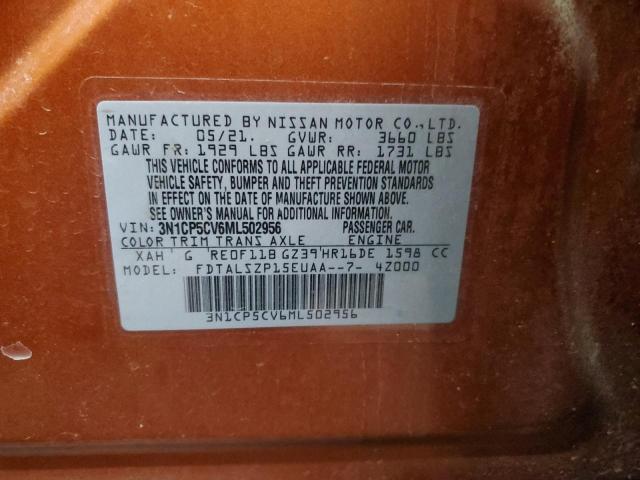 MANUFACTURED BY NISSAN MOTOR CO., LTD.
DATE: 05/21. GVWR: 3660 LBS
GAWR FR: 1929 LBS GAWR RR: 1731 LBS
THIS VEHICLE CONFORMS TO ALL APPLICABLE FEDERAL MOTOR
VEHICLE SAFETY, BUMPER AND THEFT PREVENTION STANDARDS
IN EFFECT ON THE DATE OF MANUFACTURE SHOWN ABOVE.
SEE OWNER'S MANUAL FOR ADDITIONAL INFORMATION.
VIN: 3N1CP5CV6ML502956 PASSENGER CAR.
COLOR TRIM TRANS AXLE ENGINE
XAH G RE0F11B GZ39 HR16DE 1598 CC
MODEL: FDTALSZP15EUAA--7- 4Z000
3N1CP5CV6ML502956